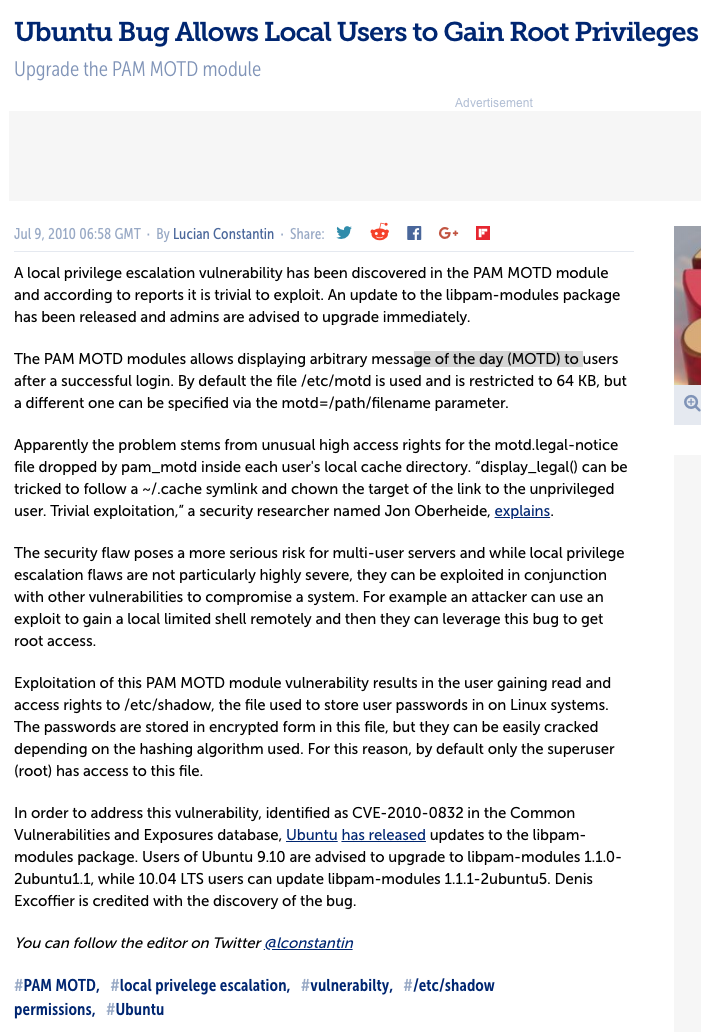 Ubuntu Bug Allows Local Users to Gain Root Privileges
Upgrade the PAM MOTD module
Advertisement
Jul 9, 2010 06:58 GMT · By Lucian Constantin · Share:
A local privilege escalation vulnerability has been discovered in the PAM MOTD module
and according to reports it is trivial to exploit. An update to the libpam-modules package
has been released and admins are advised to upgrade immediately.
The PAM MOTD modules allows displaying arbitrary message of the day (MOTD) to users
after a successful login. By default the file /etc/motd is used and is restricted to 64 KB, but
a different one can be specified via the motd=/path/filename parameter.
Apparently the problem stems from unusual high access rights for the motd.legal-notice
file dropped by pam_motd inside each user's local cache directory. “display_legal() can be
tricked to follow a ~/.cache symlink and chown the target of the link to the unprivileged
user. Trivial exploitation,” a security researcher named Jon Oberheide, explains.
The security flaw poses a more serious risk for multi-user servers and while local privilege
escalation flaws are not particularly highly severe, they can be exploited in conjunction
with other vulnerabilities to compromise a system. For example an attacker can use an
exploit to gain a local limited shell remotely and then they can leverage this bug to get
root access.
Exploitation of this PAM MOTD module vulnerability results in the user gaining read and
access rights to /etc/shadow, the file used to store user passwords in on Linux systems.
The passwords are stored in encrypted form in this file, but they can be easily cracked
depending on the hashing algorithm used. For this reason, by default only the superuser
(root) has access to this file.
In order to address this vulnerability, identified as CVE-2010-0832 in the Common
Vulnerabilities and Exposures database, Ubuntu has released updates to the libpam-
modules package. Users of Ubuntu 9.10 are advised to upgrade to libpam-modules 1.1.0-
2ubuntu1.1, while 10.04 LTS users can update libpam-modules 1.1.1-2ubuntu5. Denis
Excoffier is credited with the discovery of the bug.
You can follow the editor on Twitter @lconstantin
#PAM MOTD, #local privelege escalation, #vulnerabilty, #/etc/shadow
permissions, #Ubuntu